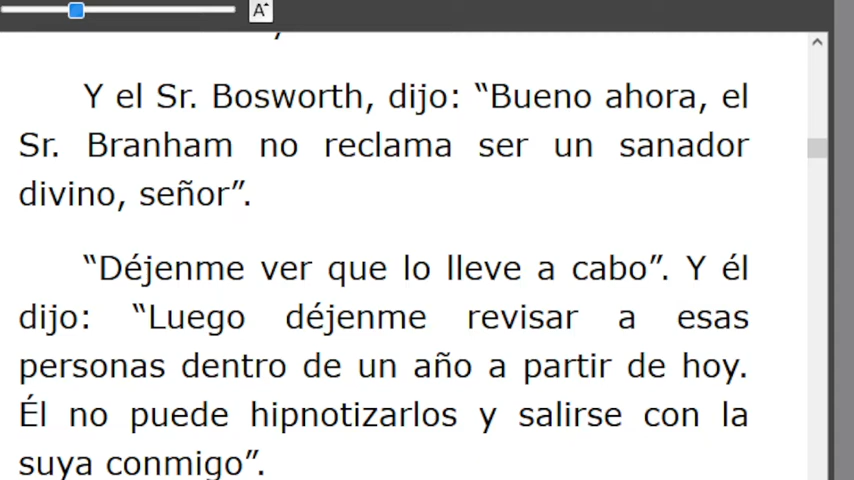 A
Y el Sr. Bosworth, dijo: “Bueno ahora, el
Sr. Branham no reclama ser un sanador
divino, señor”.
“Déjenme ver que lo lleve a cabo”. Y él
dijo: “Luego déjenme revisar a esas
personas dentro de un año a partir de hoy.
Él no puede hipnotizarlos y salirse con la
suya conmigo”.